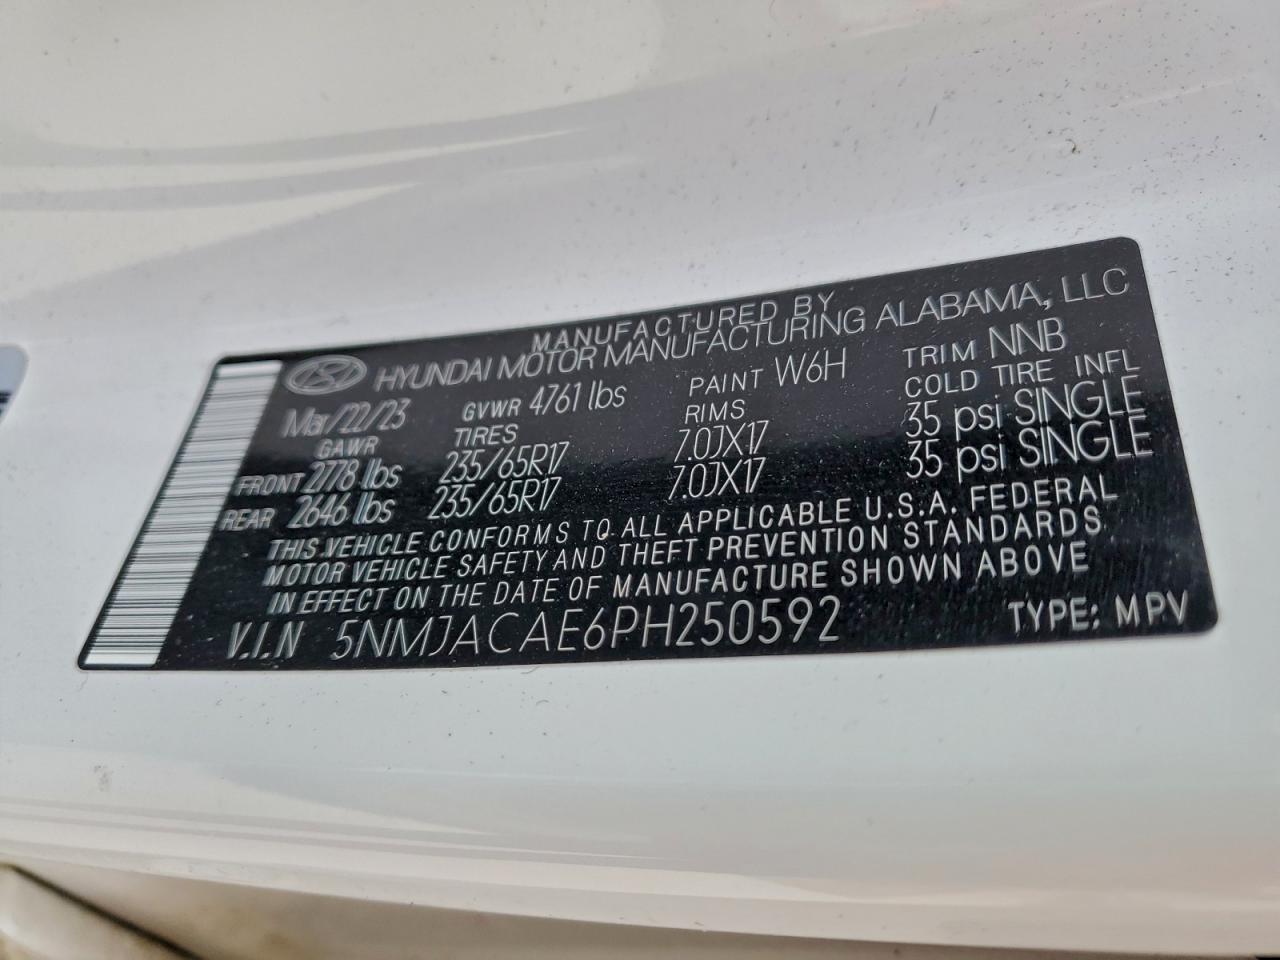 MANUFACTURED BY
HYUNDAI MOTOR MANUFACTURING ALABAMA, LLC
Mar/22/23 GVWR 4761 lbs PAINT W6H TRIM NNB
GAWR TIRES RIMS COLD TIRE INFL
FRONT 2778 lbs 235/65R17 7.0JX17 35 psi SINGLE
REAR 2646 lbs 235/65R17 7.0JX17 35 psi SINGLE
THIS VEHICLE CONFORMS TO ALL APPLICABLE U.S.A. FEDERAL
MOTOR VEHICLE SAFETY AND THEFT PREVENTION STANDARDS
IN EFFECT ON THE DATE OF MANUFACTURE SHOWN ABOVE
V.I.N 5NMJACAE6PH250592 TYPE: MPV